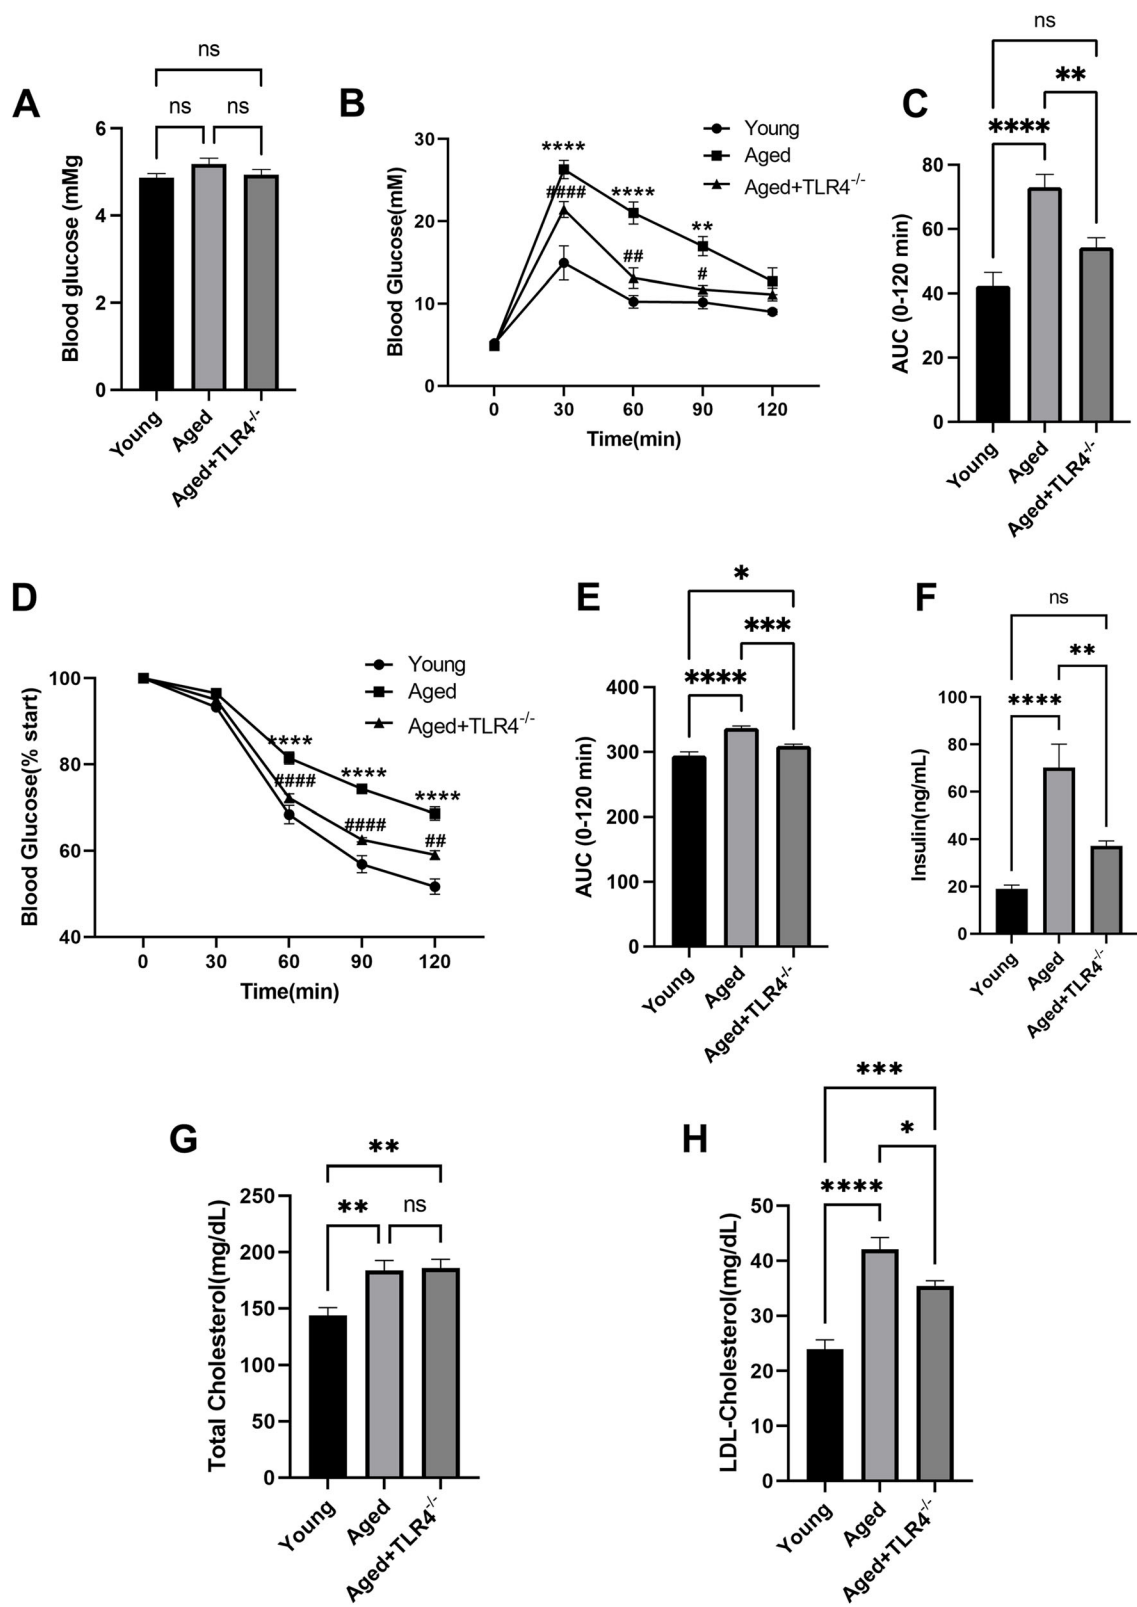 A
ns
ns
ns
Blood glucose (mMg
6
4
2
0
Young
Aged
Aged+TLR4-/-
B
Young
Aged
Aged+TLR4-/-
Blood Glucose(mM)
30
20
10
0
****
####
****
##
**
#
0 30 60 90 120
Time(min)
C
ns
**
****
AUC (0-120 min)
80
60
40
20
0
Young
Aged
Aged+TLR4-/-
D
Young
Aged
Aged+TLR4-/-
Blood Glucose(% start)
100
80
60
40
****
####
****
####
****
##
0 30 60 90 120
Time(min)
E
*
***
****
AUC (0-120 min)
400
300
200
100
0
Young
Aged
Aged+TLR4-/-
F
ns
**
****
Insulin(ng/mL)
100
80
60
40
20
0
Young
Aged
Aged+TLR4-/-
G
**
**
ns
Total Cholesterol(mg/dL)
250
200
150
100
50
0
Young
Aged
Aged+TLR4-/-
H
***
*
****
LDL-Cholesterol(mg/dL)
50
40
30
20
10
0
Young
Aged
Aged+TLR4-/-